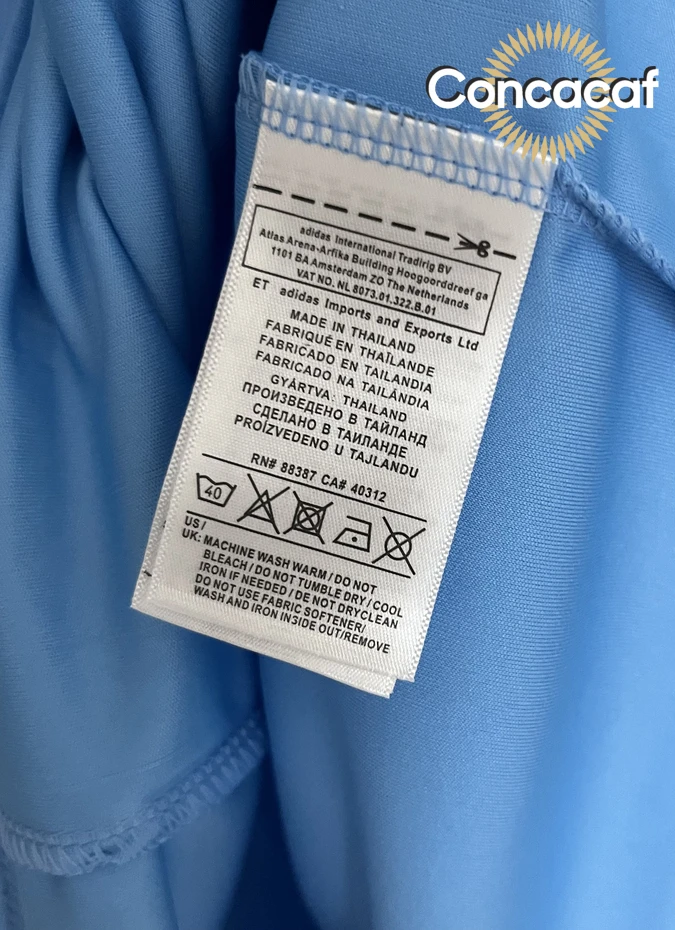 Concacaf
adidas International Tradirig BV
Atlas Arena-Arfika Building Hoogoorddreef ga
1101 BA Amsterdam ZO The Netherlands
VAT NO. NL 8073.01.322.B.01
ET adidas Imports and Exports Ltd
MADE IN THAILAND
FABRIQUÉ EN THAÏLANDE
FABRICADO EN TAILANDIA
FABRICADO NA TAILÂNDIA
GYÁRTVA: THAILAND
ПРОИЗВЕДЕНО В ТАЙЛАНД
СДЕЛАНО В ТАИЛАНДЕ
PROÍZVEDENO U TAJLANDU
RN# 88387 CA# 40312
40
US /
UK: MACHINE WASH WARM / DO NOT
BLEACH / DO NOT TUMBLE DRY / COOL
IRON IF NEEDED / DE NOT DRYCLEAN
DO NOT USE FABRIC SOFTENER/
WASH AND IRON INSIDE OUT/REMOVE